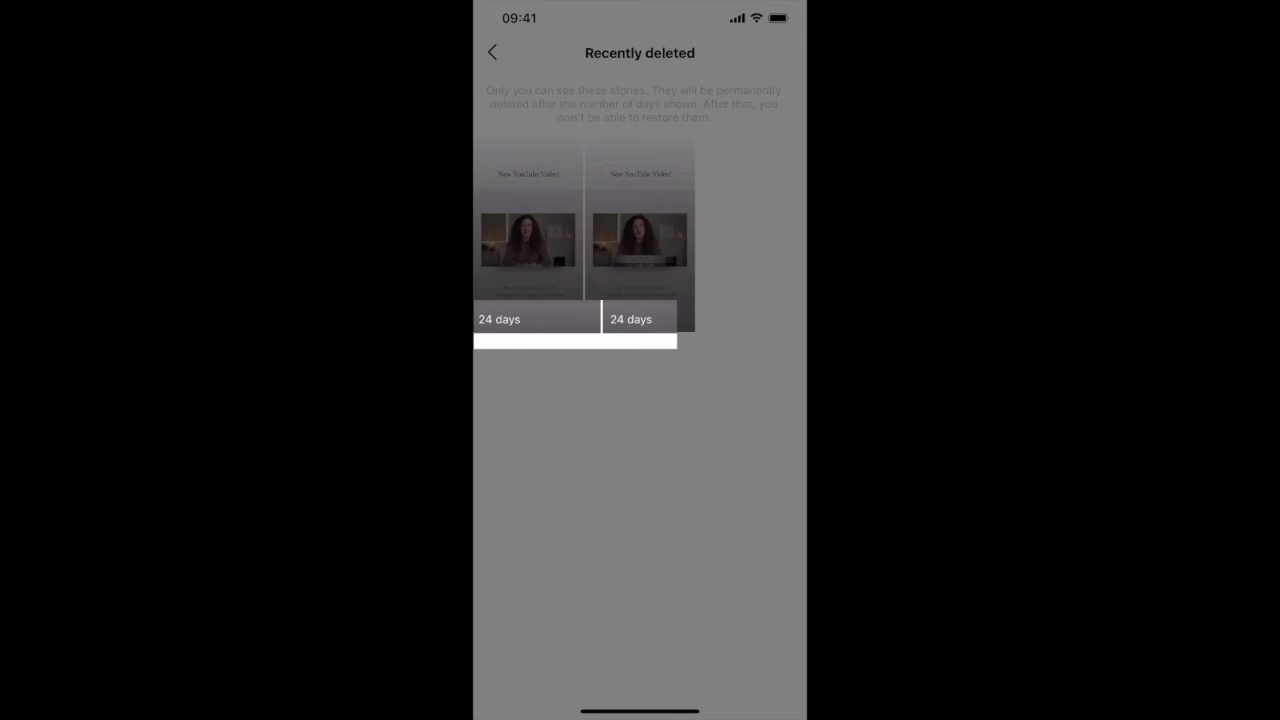 09:41
Recently deleted
Only you can see these stories. They will be permanently
deleted after the number of days shown. After that, you
won't be able to restore them.
New YouTube Video!
New YouTube Video!
24 days
24 days